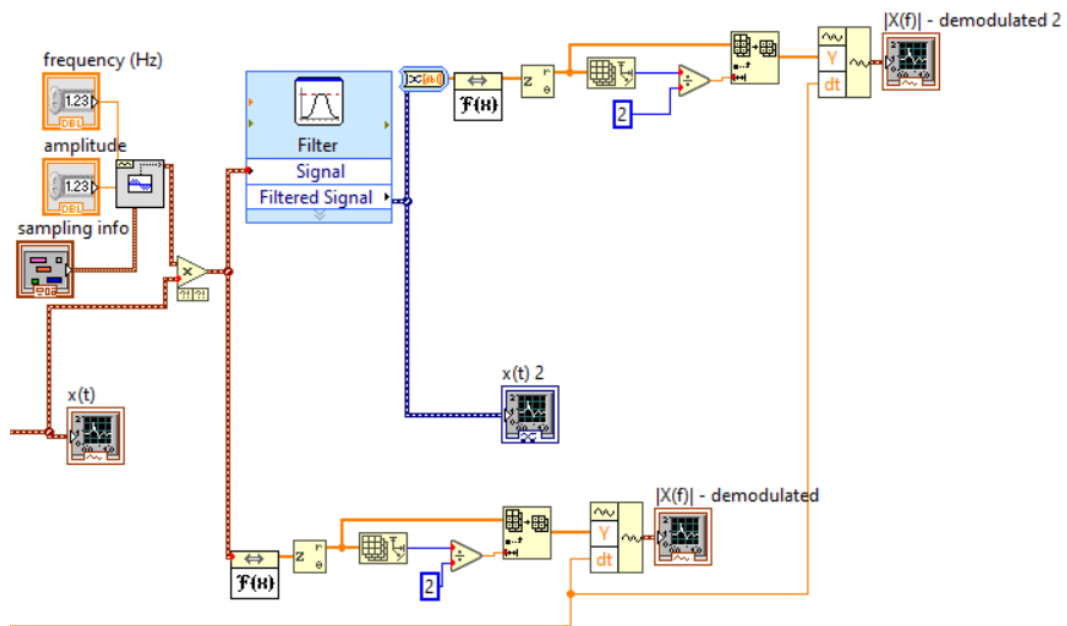 |X(f)| - demodulated 2
frequency (Hz)
1.23
DBL
amplitude
1.23
DBL
sampling info
Filter
Signal
Filtered Signal
F(x)
z
r
θ
2
Y
dt
x
?! ?!
x(t)
x(t) 2
|X(f)| - demodulated
F(x)
z
r
θ
2
Y
dt